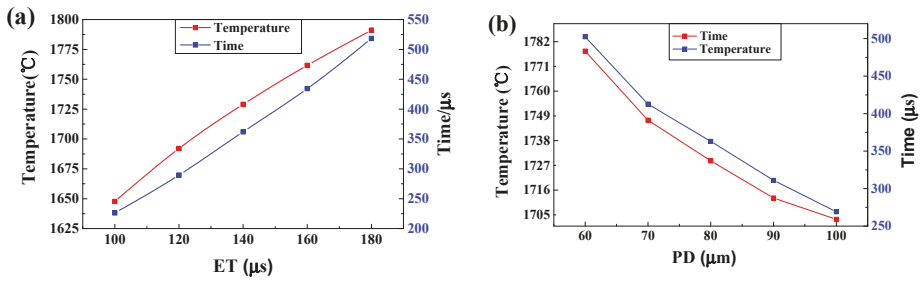 (a)
Temperature
Time
1800
1775
1750
1725
1700
1675
1650
1625
Temperature(℃)
550
500
450
400
350
300
250
200
Time/μs
100 120 140 160 180
ET (μs)
(b)
Time
Temperature
1782
1771
1760
1749
1738
1727
1716
1705
Temperature (℃)
500
450
400
350
300
250
Time (μs)
60 70 80 90 100
PD (μm)